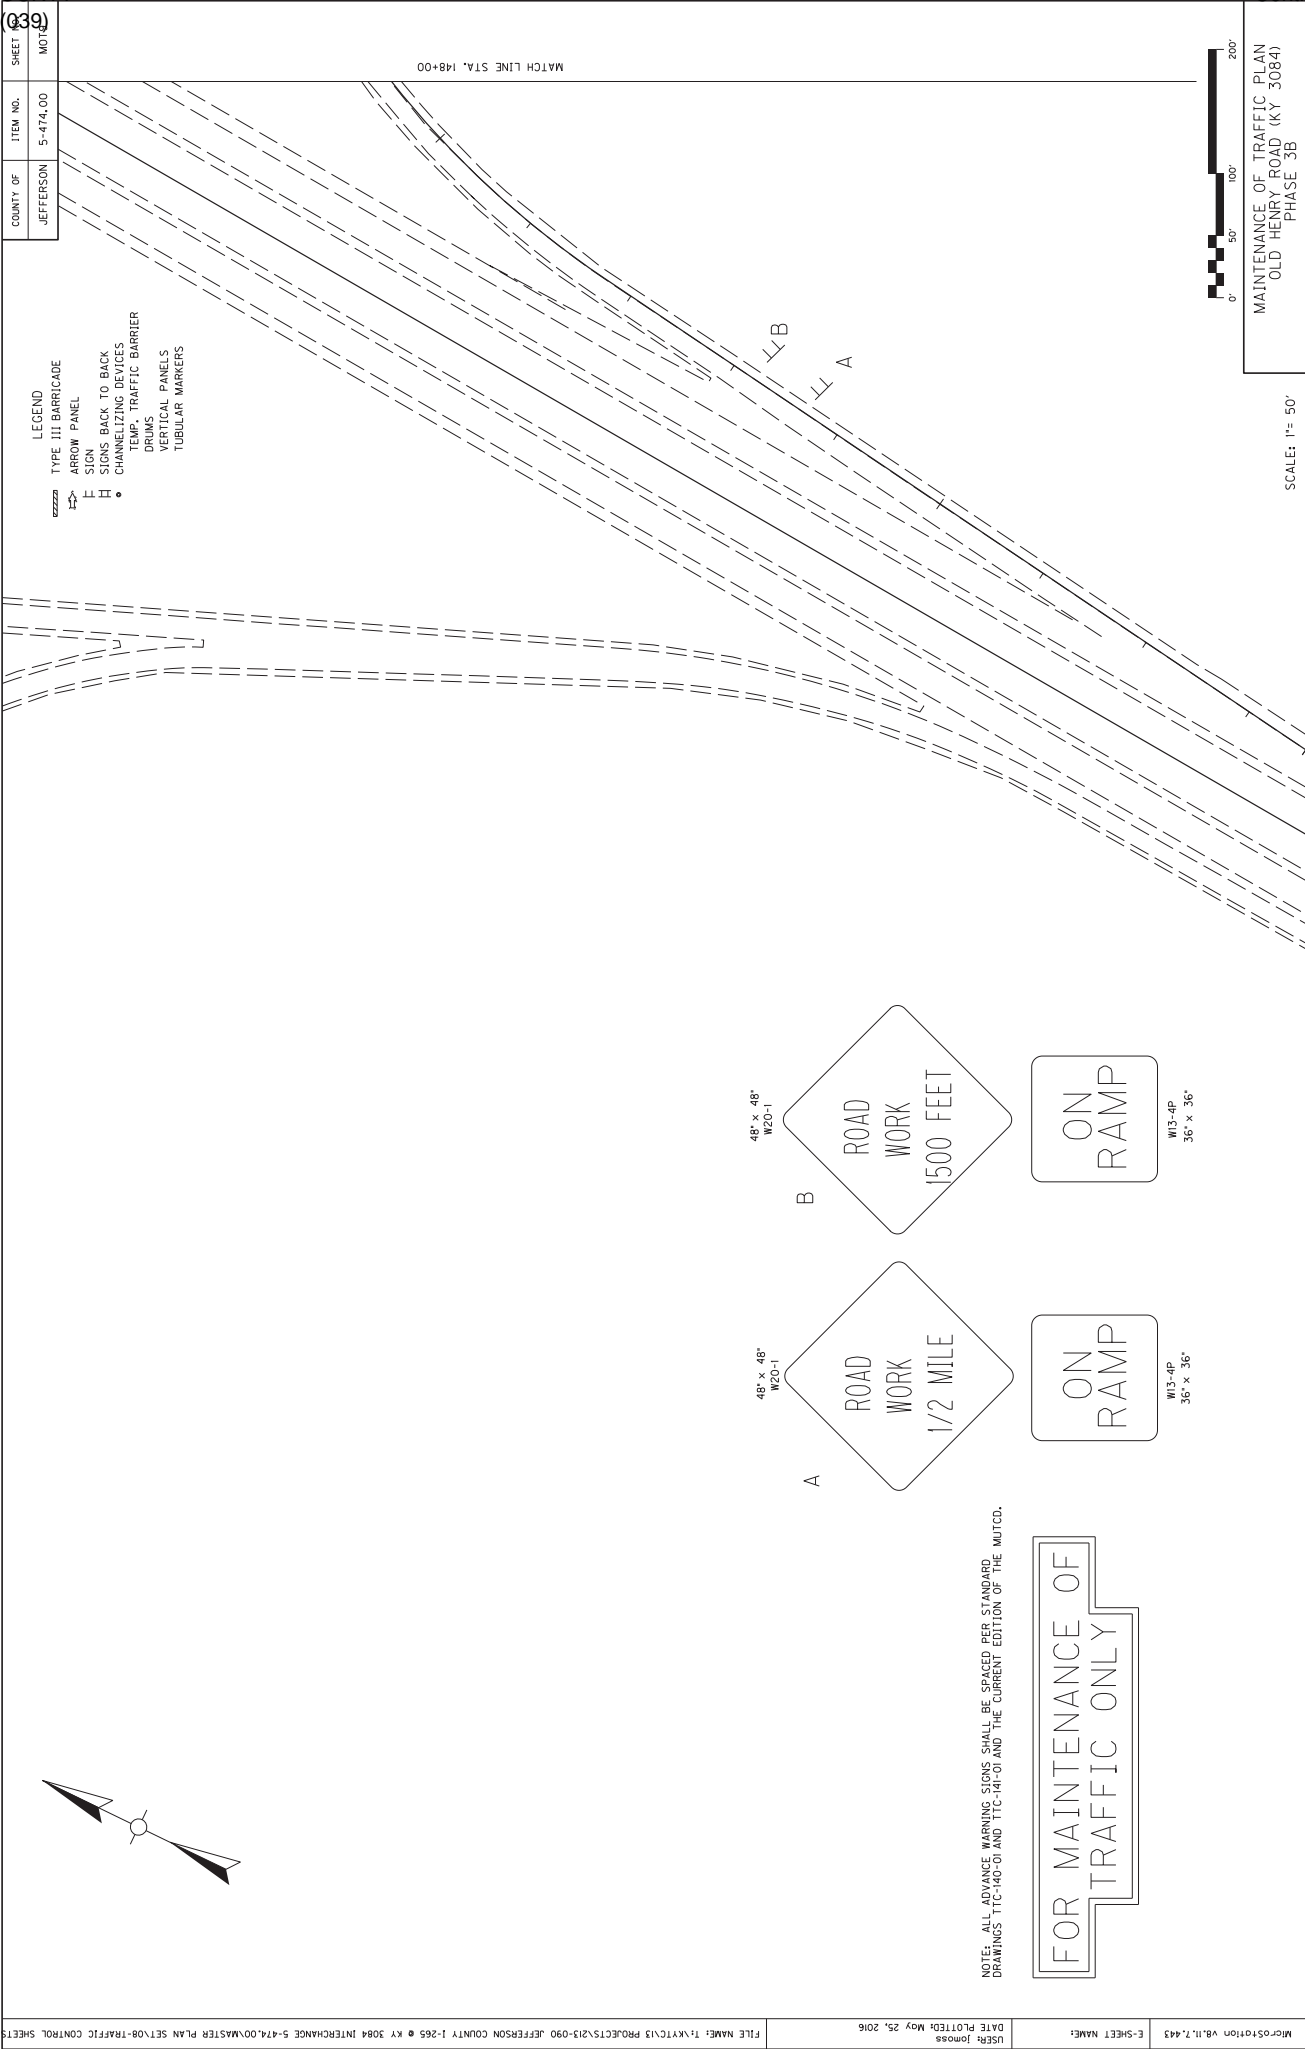 (039)
COUNTY OF
ITEM NO.
SHEET
JEFFERSON
5-474.00
MATCH LINE STA. 148+00
LEGEND
TYPE III BARRICADE
ARROW PANEL
SIGN
SIGNS BACK TO BACK
CHANNELIZING DEVICES
TEMP. TRAFFIC BARRIER
DRUMS
VERTICAL PANELS
TUBULAR MARKERS
B
A
48" x 48"
W20-1
A
ROAD
WORK
1/2 MILE
ON
RAMP
W13-4P
36" x 36"
48" x 48"
W20-1
B
ROAD
WORK
1500 FEET
ON
RAMP
W13-4P
36" x 36"
NOTE: ALL ADVANCE WARNING SIGNS SHALL BE SPACED PER STANDARD
DRAWINGS TTC-140-01 AND TTC-141-01 AND THE CURRENT EDITION OF THE MUTCD.
FOR MAINTENANCE OF
TRAFFIC ONLY
0' 50' 100' 200'
SCALE: 1"= 50'
MAINTENANCE OF TRAFFIC PLAN
OLD HENRY ROAD (KY 3084)
PHASE 3B
MicroStation v8.11.7.443
E-SHEET NAME:
USER: jomoss
DATE PLOTTED: May 25, 2016
FILE NAME: T:\KYTC\13 PROJECTS\213-090 JEFFERSON COUNTY I-265 @ KY 3084 INTERCHANGE 5-474.00\MASTER PLAN SET\08-TRAFFIC CONTROL SHEETS